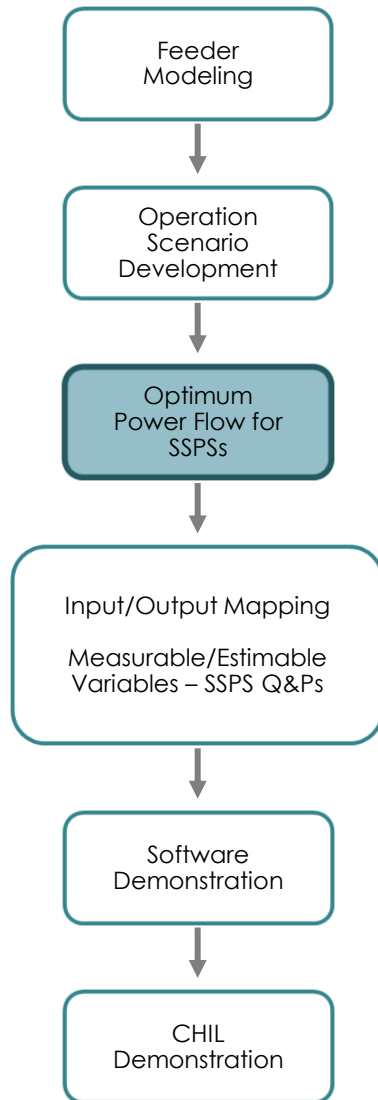 Feeder
Modeling
Operation
Scenario
Development
Optimum
Power Flow for
SSPSs
Input/Output Mapping
Measurable/Estimable
Variables – SSPS Q&Ps
Software
Demonstration
CHIL
Demonstration